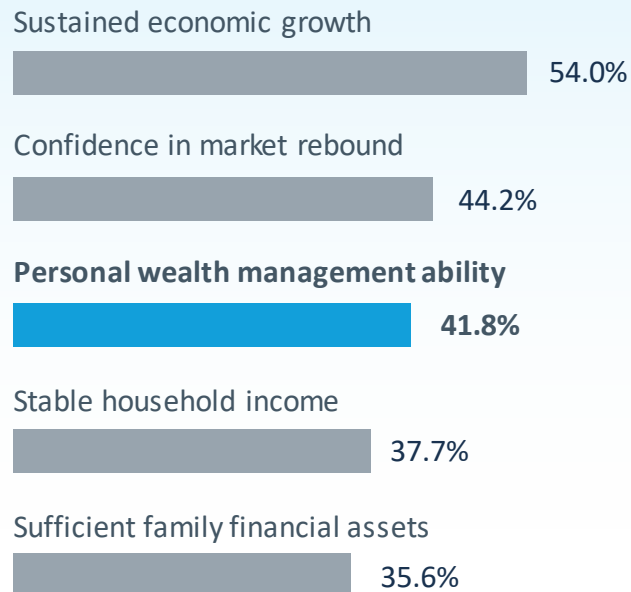 Sustained economic growth
54.0%
Confidence in market rebound
44.2%
Personal wealth management ability
41.8%
Stable household income
37.7%
Sufficient family financial assets
35.6%